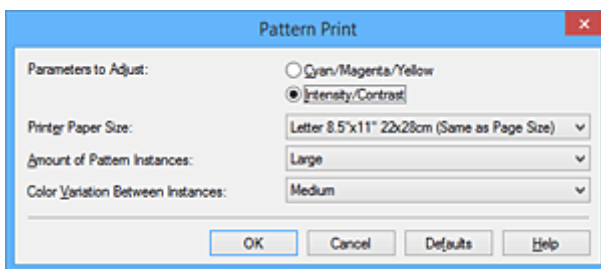 Pattern Print
Parameters to Adjust:
Cyan/Magenta/Yellow
Intensity/Contrast
Printer Paper Size: Letter 8.5"x11" 22x28cm (Same as Page Size)
Amount of Pattern Instances: Large
Color Variation Between Instances: Medium
OK Cancel Defaults Help